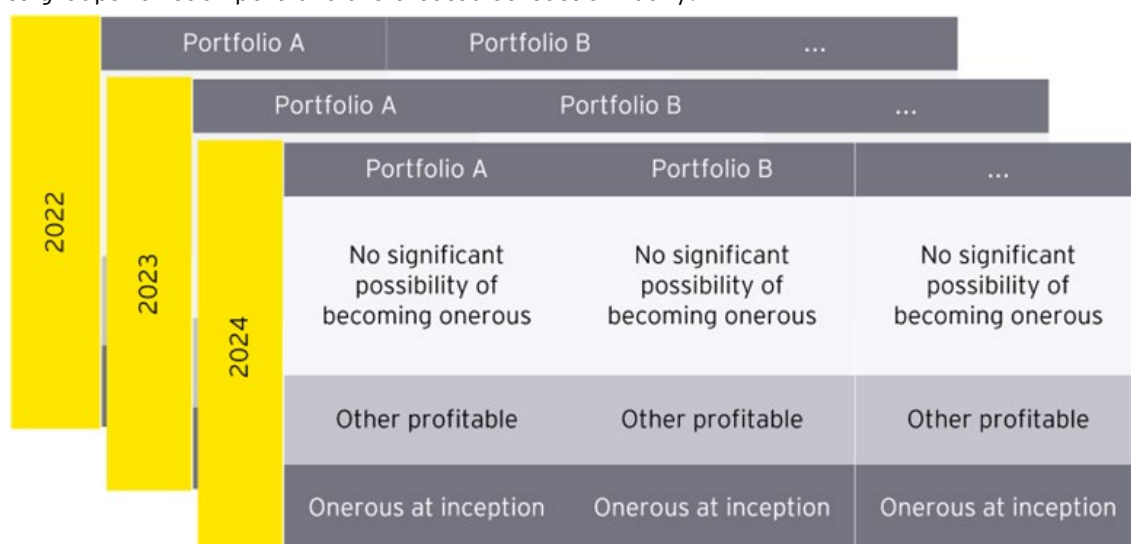 Portfolio A Portfolio B ...
Portfolio A Portfolio B ...
Portfolio A Portfolio B ...
2022
2023
2024
No significant No significant No significant
possibility of possibility of possibility of
becoming onerous becoming onerous becoming onerous
Other profitable Other profitable Other profitable
Onerous at inception Onerous at inception Onerous at inception